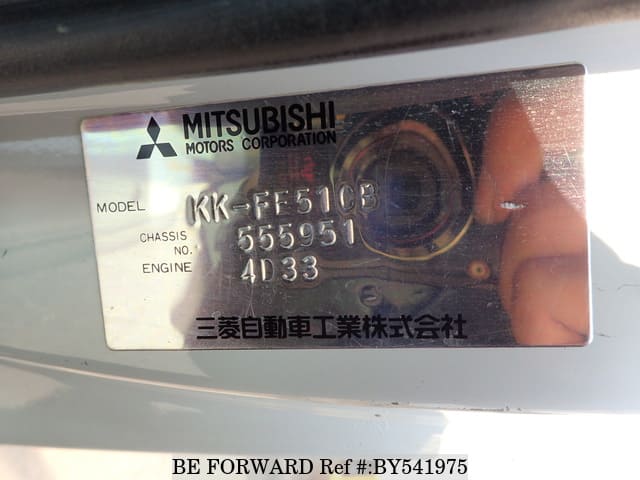 MITSUBISHI
MOTORS CORPORATION
MODEL KK-FE51CB
CHASSIS NO. 555951
ENGINE 4D33
三菱自動車工業株式会社
BE FORWARD Ref #:BY541975